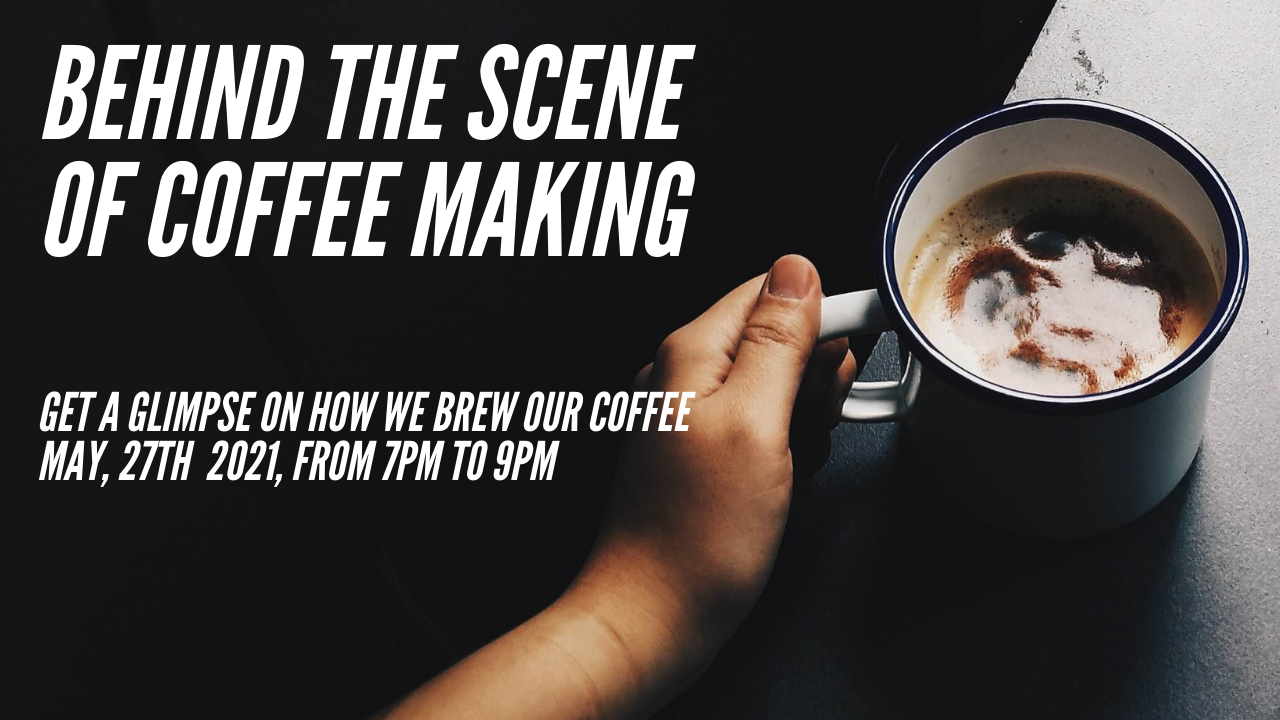 BEHIND THE SCENE
OF COFFEE MAKING
GET A GLIMPSE ON HOW WE BREW OUR COFFEE
MAY, 27TH  2021, FROM 7PM TO 9PM